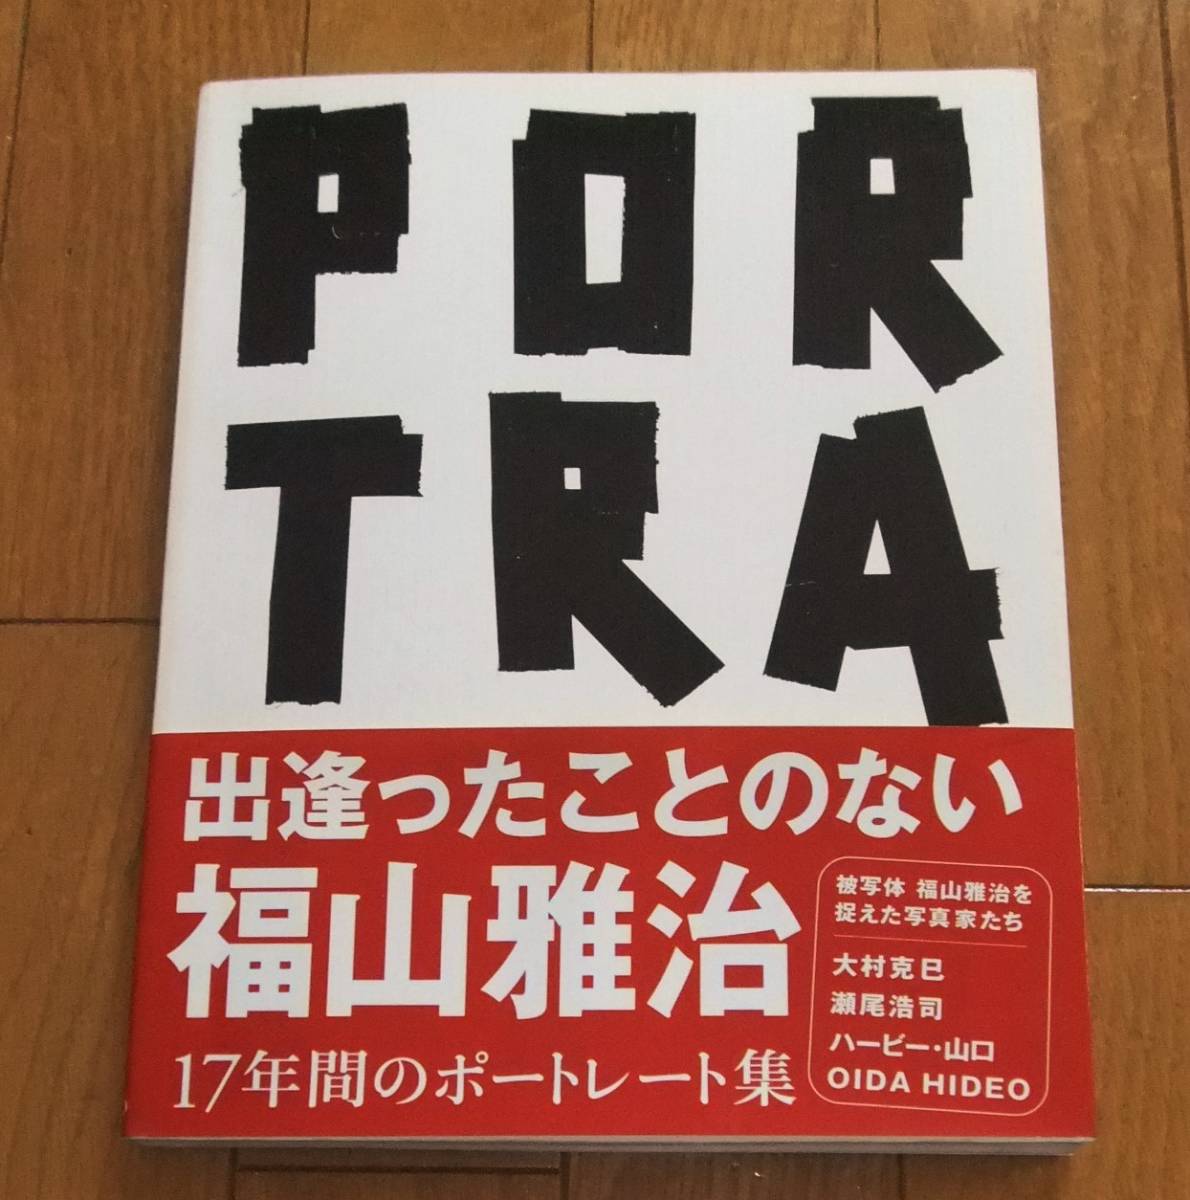 POR
TRA
出逢ったことのない
福山雅治
17年間のポートレート集
被写体 福山雅治を
捉えた写真家たち
大村克巳
瀬尾浩司
ハービー・山口
OIDA HIDEO